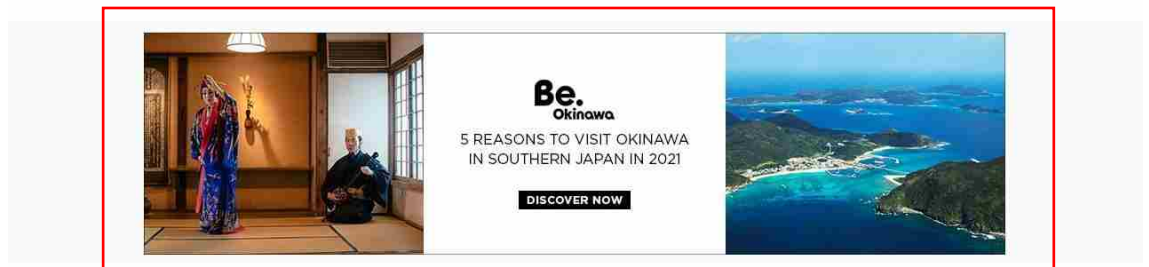 Be.
Okinawa
5 REASONS TO VISIT OKINAWA
IN SOUTHERN JAPAN IN 2021
DISCOVER NOW